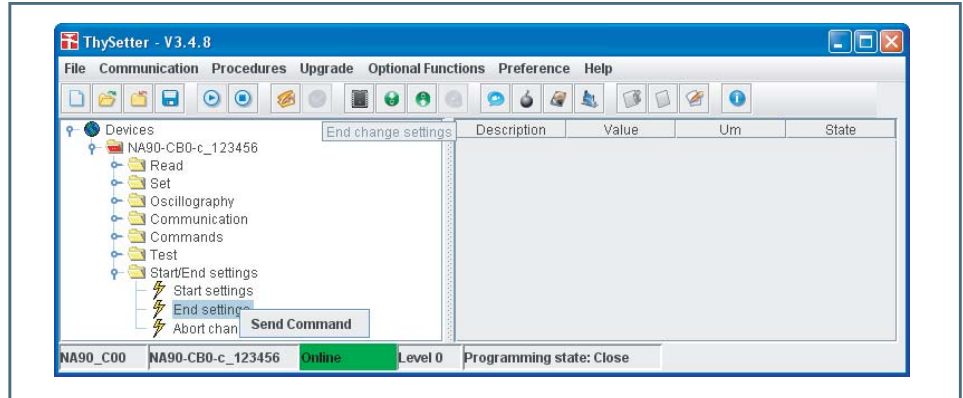 ThySetter - V3.4.8
File Communication Procedures Upgrade Optional Functions Preference Help
Devices
End change settings
Description Value Um State
NA90-CB0-c_123456
Read
Set
Oscillography
Communication
Commands
Test
Start/End settings
Start settings
End settings
Send Command
Abort chan
NA90_C00 NA90-CB0-c_123456 Online Level 0 Programming state: Close